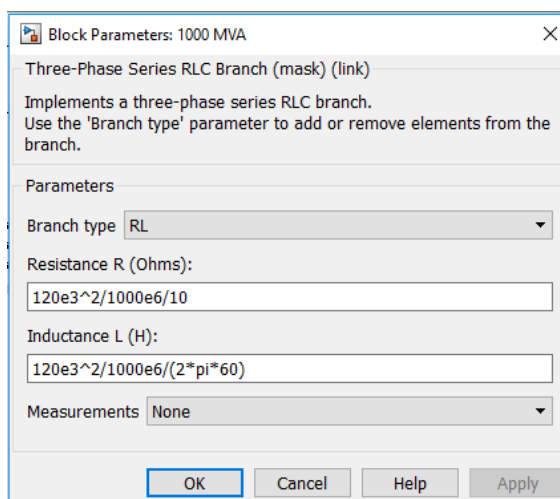 Block Parameters: 1000 MVA
Three-Phase Series RLC Branch (mask) (link)
Implements a three-phase series RLC branch.
Use the 'Branch type' parameter to add or remove elements from the
branch.
Parameters
Branch type RL
Resistance R (Ohms):
120e3^2/1000e6/10
Inductance L (H):
120e3^2/1000e6/(2*pi*60)
Measurements None
OK Cancel Help Apply